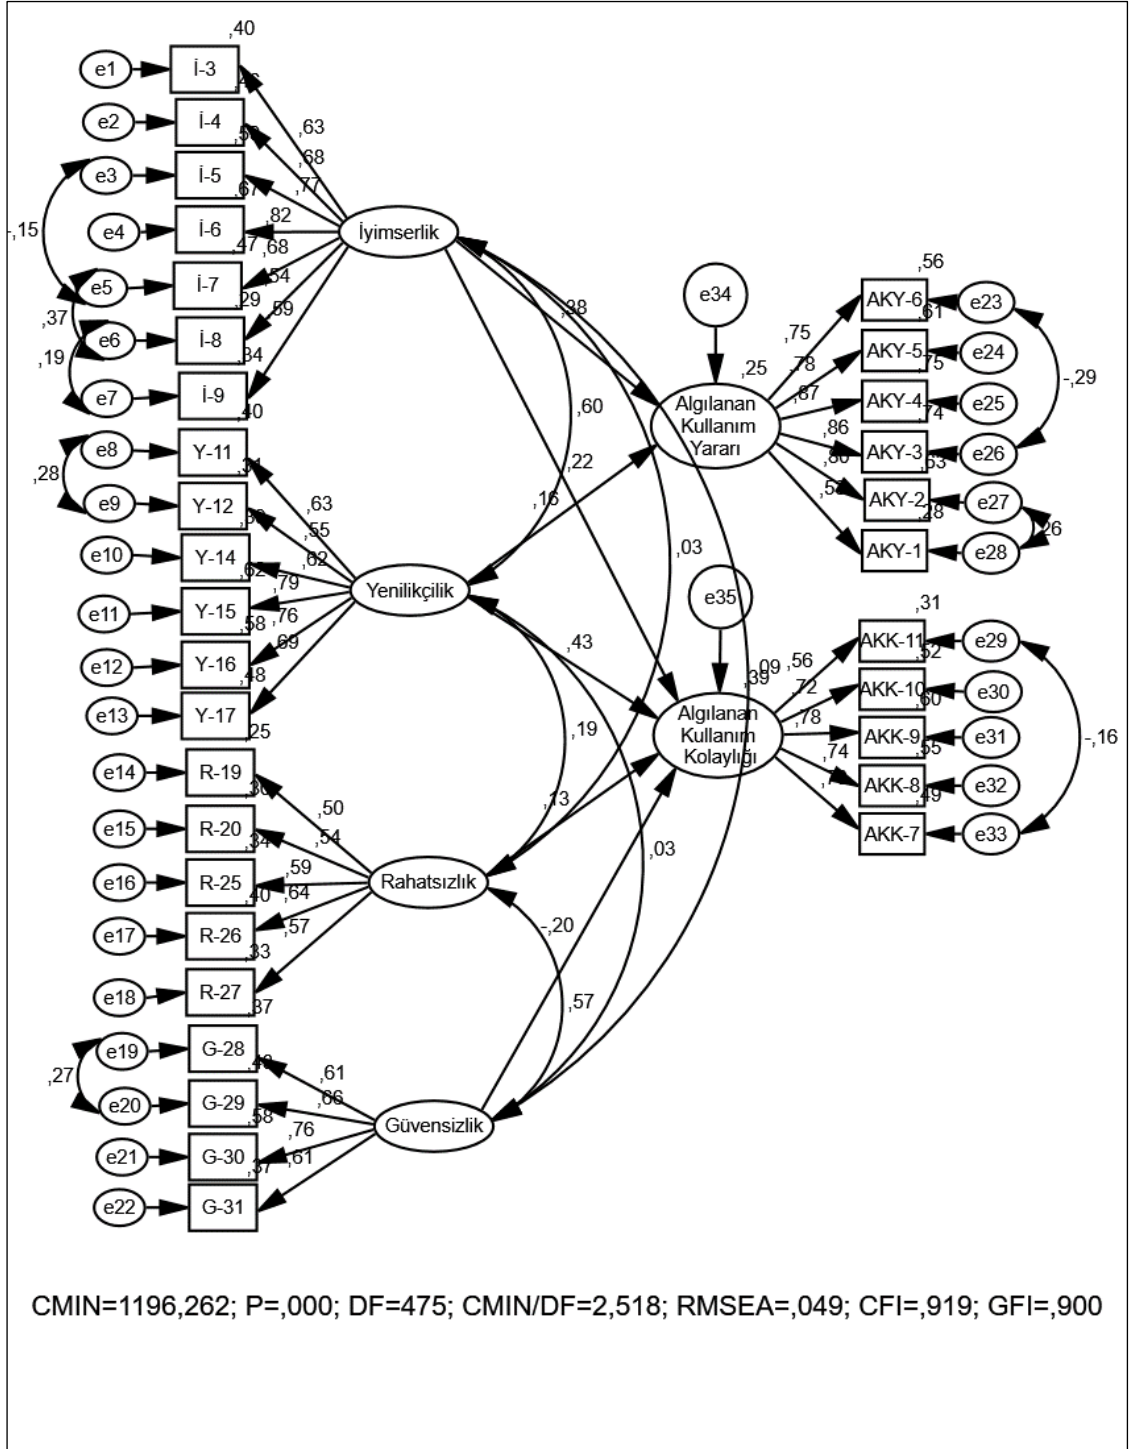 ,40
e1 İ-3
,46
e2 İ-4
,63
,59
,68
e3 İ-5
,77
,67
-,15
e4 İ-6
,82
İyimserlik
,47
,68
e5 İ-7
,54
,29
,59
,37
e6 İ-8
,34
,19
e7 İ-9
,40
e8 Y-11
,31
,28
e9 Y-12
,63
,55
e10 Y-14
,62
,62
,79
Yenilikçilik
e11 Y-15
,76
,58
,69
e12 Y-16
,48
e13 Y-17
,25
e14 R-19
,30
,50
e15 R-20
,54
,34
,59
e16 R-25
,64
Rahatsızlık
,40
,57
e17 R-26
,33
e18 R-27
,37
e19 G-28
,61
,27
,66
e20 G-29
,58
Güvensizlik
,76
e21 G-30
,61
,37
e22 G-31
,38
,60
,22
,16
,03
,43
,09
,39
,19
,13
,03
-,20
,57
e34
,25
Algılanan
Kullanım
Yararı
e35
Algılanan
Kullanım
Kolaylığı
,56
AKY-6 e23
,61
,75
AKY-5 e24
,78
,75
-,29
,87
AKY-4 e25
,74
,86
AKY-3 e26
,63
,80
AKY-2 e27
,28
,26
AKY-1 e28
,31
AKK-11 e29
,52
,56
AKK-10 e30
,72
,60
,78
AKK-9 e31
-,16
,55
,74
AKK-8 e32
,49
AKK-7 e33
CMIN=1196,262; P=,000; DF=475; CMIN/DF=2,518; RMSEA=,049; CFI=,919; GFI=,900